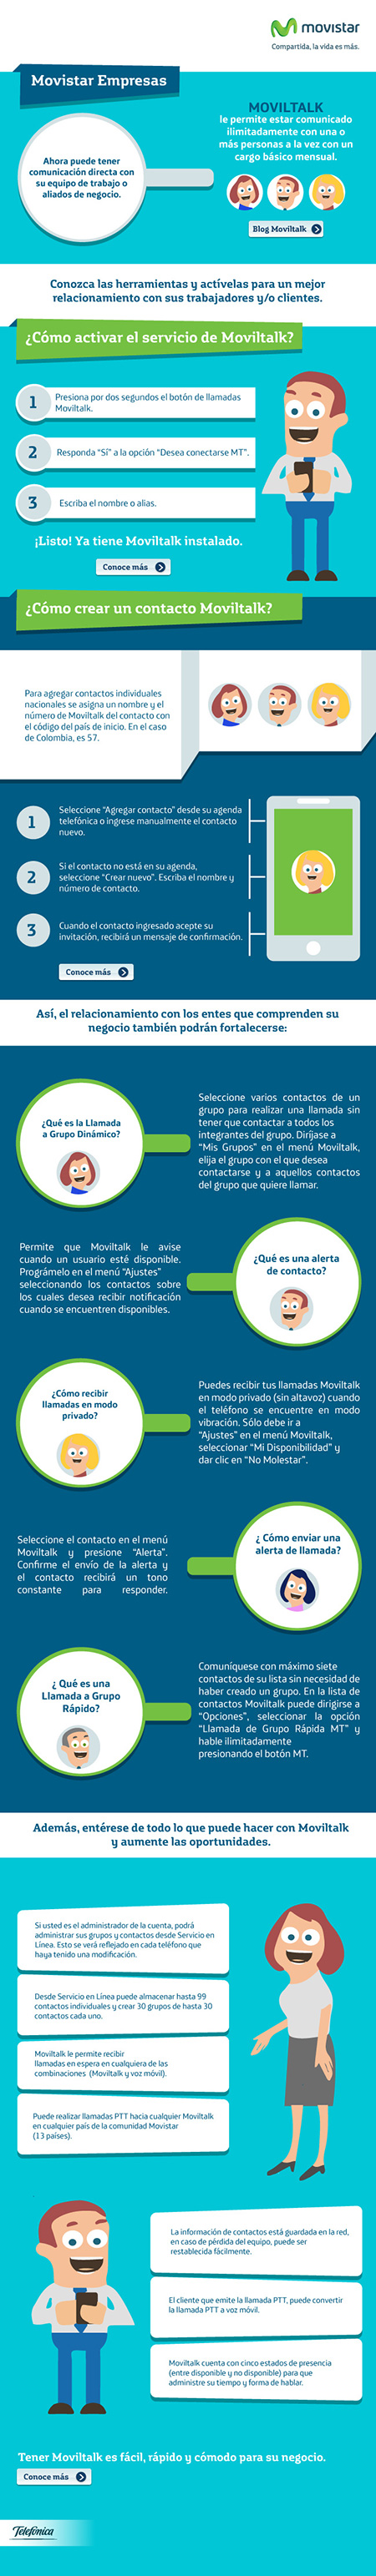 movistar
Compartida, la vida es más.
Movistar Empresas
MOVILTALK
le permite estar comunicado
ilimitadamente con una o
más personas a la vez con un
cargo básico mensual.
Ahora puede tener
comunicación directa con
su equipo de trabajo o
aliados de negocio.
Blog Moviltalk
Conozca las herramientas y actívelas para un mejor
relacionamiento con sus trabajadores y/o clientes.
¿Cómo activar el servicio de Moviltalk?
1
Presiona por dos segundos el botón de llamadas
Moviltalk.
2
Responda "Sí" a la opción "Desea conectarse MT".
3
Escriba el nombre o alias.
¡Listo! Ya tiene Moviltalk instalado.
Conoce más
¿Cómo crear un contacto Moviltalk?
Para agregar contactos individuales
nacionales se asigna un nombre y el
número de Moviltalk del contacto con
el código del país de inicio. En el caso
de Colombia, es 57.
1
Seleccione "Agregar contacto" desde su agenda
telefónica o ingrese manualmente el contacto
nuevo.
2
Si el contacto no está en su agenda,
seleccione "Crear nuevo". Escriba el nombre y
número de contacto.
3
Cuando el contacto ingresado acepte su
invitación, recibirá un mensaje de confirmación.
Conoce más
Así, el relacionamiento con los entes que comprenden su
negocio también podrán fortalecerse:
¿Qué es la Llamada
a Grupo Dinámico?
Seleccione varios contactos de un
grupo para realizar una llamada sin
tener que contactar a todos los
integrantes del grupo. Diríjase a
"Mis Grupos" en el menú Moviltalk,
elija el grupo con el que desea
contactarse y a aquellos contactos
del grupo que quiere llamar.
Permite que Moviltalk le avise
cuando un usuario esté disponible.
Prográmelo en el menú "Ajustes"
seleccionando los contactos sobre
los cuales desea recibir notificación
cuando se encuentren disponibles.
¿Qué es una alerta
de contacto?
¿Cómo recibir
llamadas en modo
privado?
Puedes recibir tus llamadas Moviltalk
en modo privado (sin altavoz) cuando
el teléfono se encuentre en modo
vibración. Sólo debe ir a
"Ajustes" en el menú Moviltalk,
seleccionar "Mi Disponibilidad" y
dar clic en "No Molestar".
Seleccione el contacto en el menú
Moviltalk y presione "Alerta".
Confirme el envío de la alerta y
el contacto recibirá un tono
constante para responder.
¿ Cómo enviar una
alerta de llamada?
¿ Qué es una
Llamada a Grupo
Rápido?
Comuníquese con máximo siete
contactos de su lista sin necesidad de
haber creado un grupo. En la lista de
contactos Moviltalk puede dirigirse a
"Opciones", seleccionar la opción
"Llamada de Grupo Rápida MT" y
hable ilimitadamente
presionando el botón MT.
Además, entérese de todo lo que puede hacer con Moviltalk
y aumente las oportunidades.
Si usted es el administrador de la cuenta, podrá
administrar sus grupos y contactos desde Servicio en
Línea. Esto se verá reflejado en cada teléfono que
haya tenido una modificación.
Desde Servicio en Línea puede almacenar hasta 99
contactos individuales y crear 30 grupos de hasta 30
contactos cada uno.
Moviltalk le permite recibir
llamadas en espera en cualquiera de las
combinaciones (Moviltalk y voz móvil).
Puede realizar llamadas PTT hacia cualquier Moviltalk
en cualquier país de la comunidad Movistar
(13 países).
La información de contactos está guardada en la red,
en caso de pérdida del equipo, puede ser
restablecida fácilmente.
El cliente que emite la llamada PTT, puede convertir
la llamada PTT a voz móvil.
Moviltalk cuenta con cinco estados de presencia
(entre disponible y no disponible) para que
administre su tiempo y forma de hablar.
Tener Moviltalk es fácil, rápido y cómodo para su negocio.
Conoce más
Telefónica